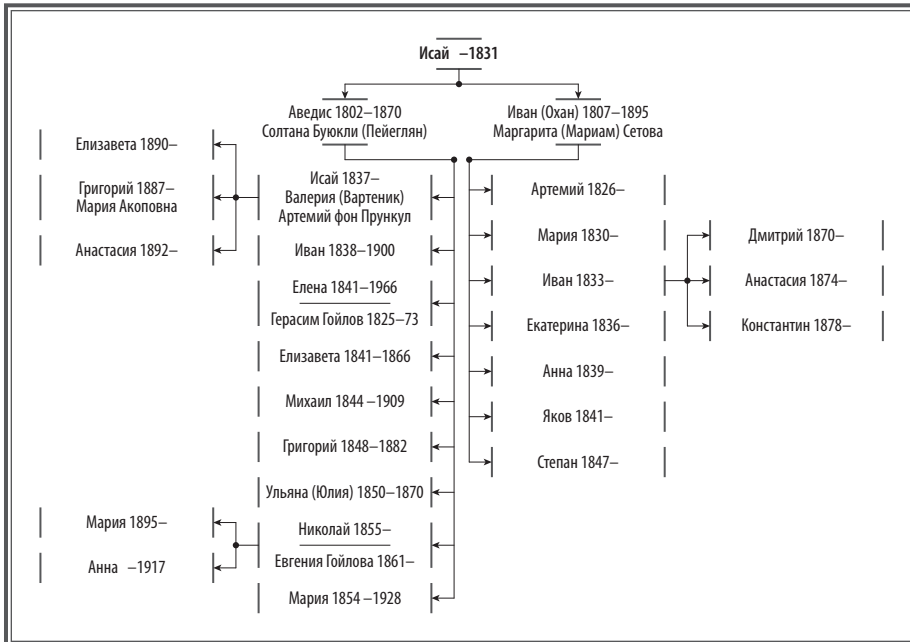 Исай –1831
Аведис 1802–1870
Солтана Буюкли (Пейеглян)
Иван (Охан) 1807–1895
Маргарита (Мариам) Сетова
Елизавета 1890–
Григорий 1887–
Мария Акоповна
Анастасия 1892–
Исай 1837–
Валерия (Вартеник)
Артемий фон Прункул
Иван 1838–1900
Елена 1841–1966
Герасим Гойлов 1825–73
Елизавета 1841–1866
Михаил 1844 –1909
Григорий 1848–1882
Ульяна (Юлия) 1850–1870
Николай 1855–
Евгения Гойлова 1861–
Мария 1854 –1928
Мария 1895–
Анна –1917
Артемий 1826–
Мария 1830–
Иван 1833–
Екатерина 1836–
Анна 1839–
Яков 1841–
Степан 1847–
Дмитрий 1870–
Анастасия 1874–
Константин 1878–